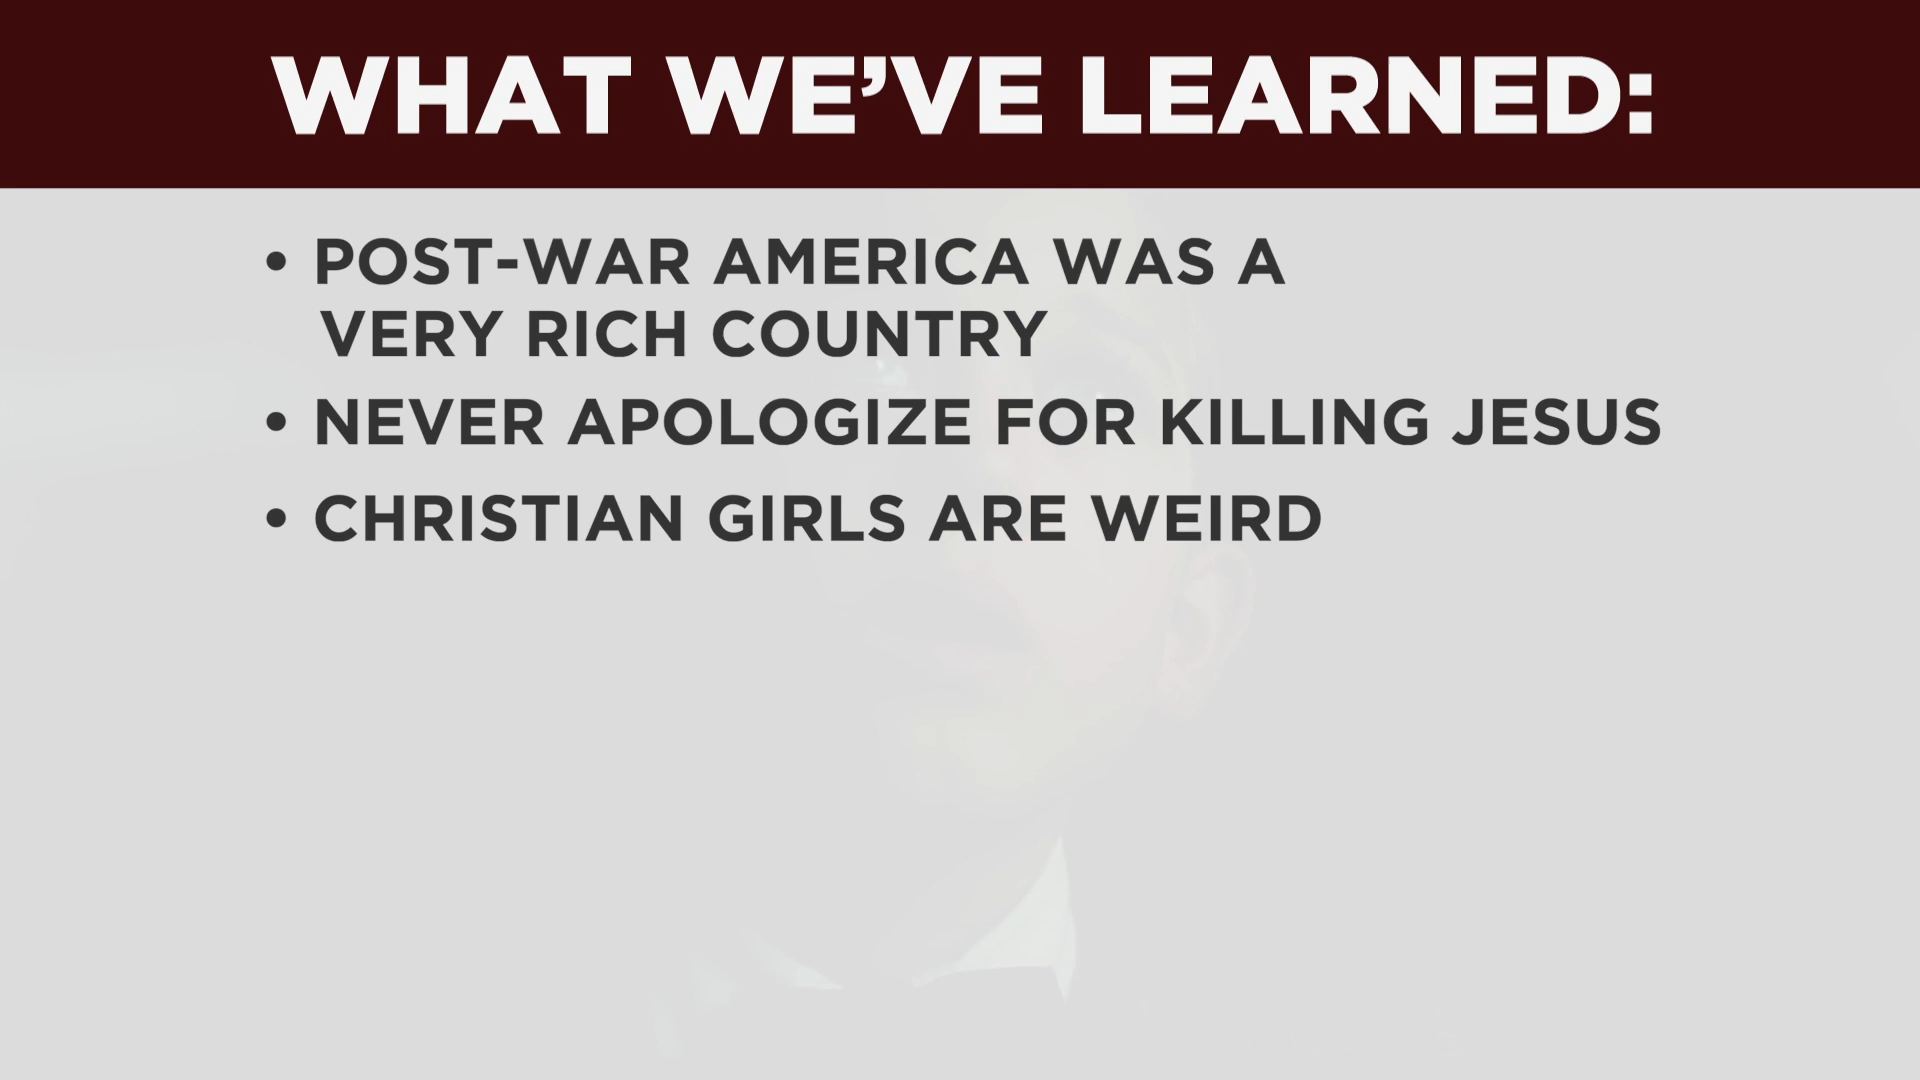 WHAT WE’VE LEARNED:
• POST-WAR AMERICA WAS A
VERY RICH COUNTRY
• NEVER APOLOGIZE FOR KILLING JESUS
• CHRISTIAN GIRLS ARE WEIRD